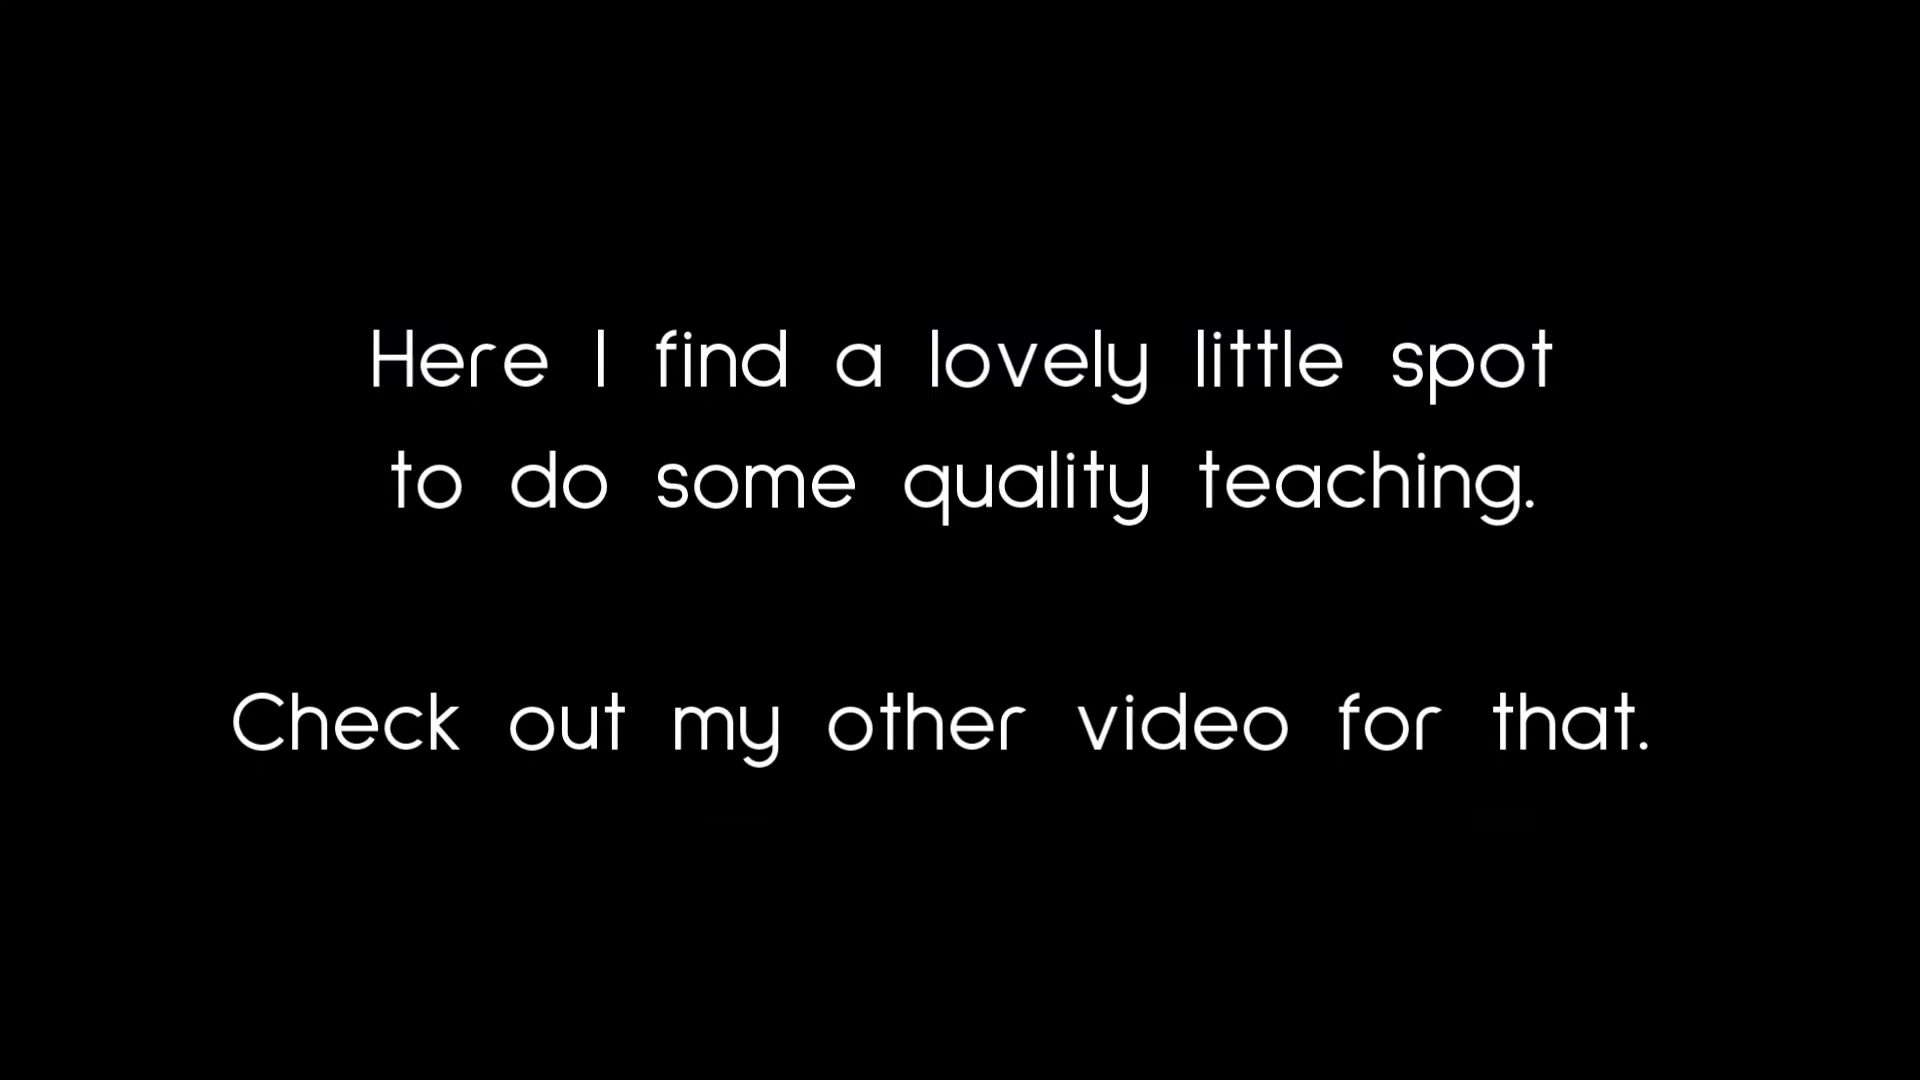 Here I find a lovely little spot
to do some quality teaching.
Check out my other video for that.